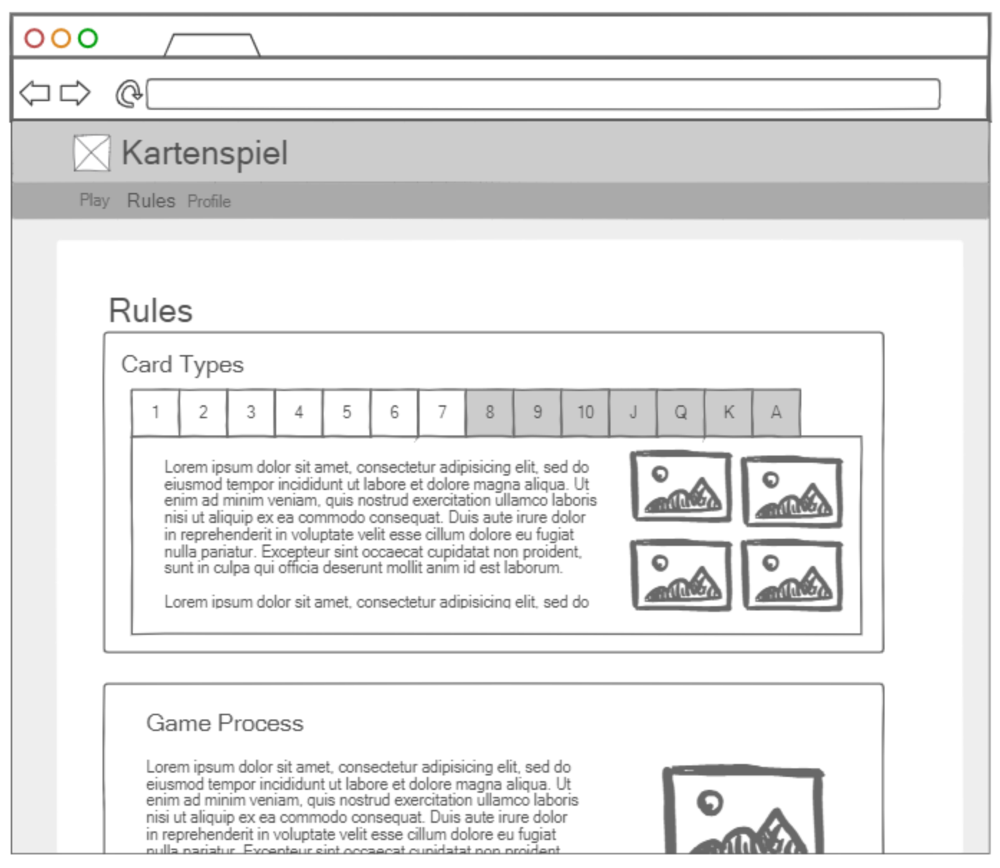 Kartenspiel
Play Rules Profile
Rules
Card Types
1 2 3 4 5 6 7 8 9 10 J Q K A
Lorem ipsum dolor sit amet, consectetur adipisicing elit, sed do
eiusmod tempor incididunt ut labore et dolore magna aliqua. Ut
enim ad minim veniam, quis nostrud exercitation ullamco laboris
nisi ut aliquip ex ea commodo consequat. Duis aute irure dolor
in reprehenderit in voluptate velit esse cillum dolore eu fugiat
nulla pariatur. Excepteur sint occaecat cupidatat non proident,
sunt in culpa qui officia deserunt mollit anim id est laborum.
Lorem ipsum dolor sit amet, consectetur adipisicing elit, sed do
Game Process
Lorem ipsum dolor sit amet, consectetur adipisicing elit, sed do
eiusmod tempor incididunt ut labore et dolore magna aliqua. Ut
enim ad minim veniam, quis nostrud exercitation ullamco laboris
nisi ut aliquip ex ea commodo consequat. Duis aute irure dolor
in reprehenderit in voluptate velit esse cillum dolore eu fugiat
nulla pariatur. Excepteur sint occaecat cupidatat non proident